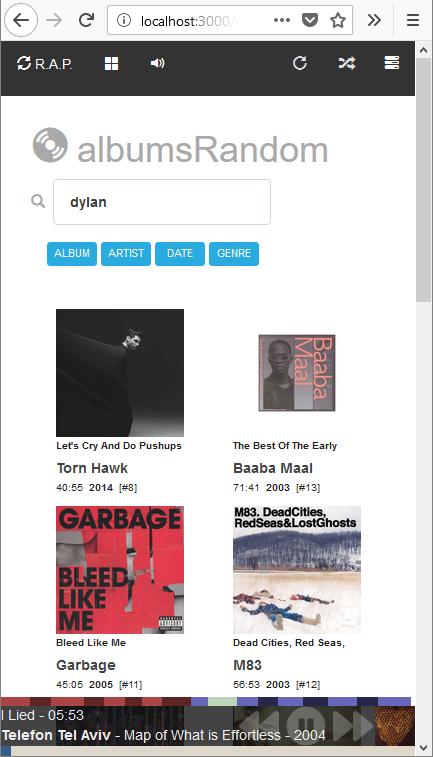 localhost:3000/
R.A.P.
albumsRandom
dylan
ALBUM ARTIST DATE GENRE
Let's Cry And Do Pushups
Torn Hawk
40:55 2014 [#8]
Baaba
Maal
The Best Of The Early
Baaba Maal
71:41 2003 [#13]
GARBAGE
BLEED
LIKE
ME
Bleed Like Me
Garbage
45:05 2005 [#11]
M83. DeadCities,
RedSeas&LostGhosts
Dead Cities, Red Seas,
M83
56:53 2003 [#12]
l Lied - 05:53
Telefon Tel Aviv - Map of What is Effortless - 2004